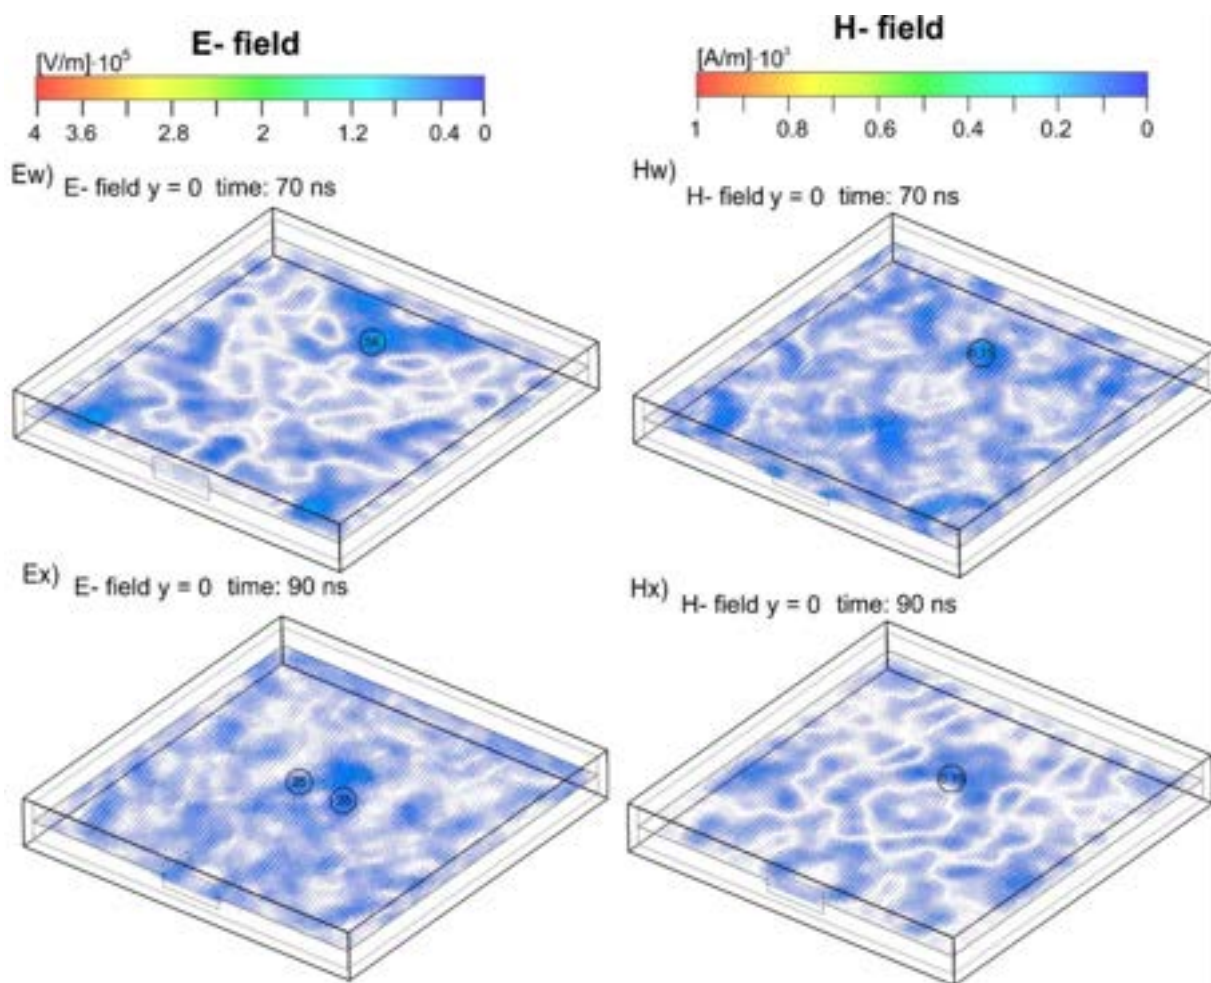 E- field
[V/m]·10⁵
4 3.6 2.8 2 1.2 0.4 0
H- field
[A/m]·10³
1 0.8 0.6 0.4 0.2 0
Ew) E- field y = 0 time: 70 ns
Hw) H- field y = 0 time: 70 ns
Ex) E- field y = 0 time: 90 ns
Hx) H- field y = 0 time: 90 ns